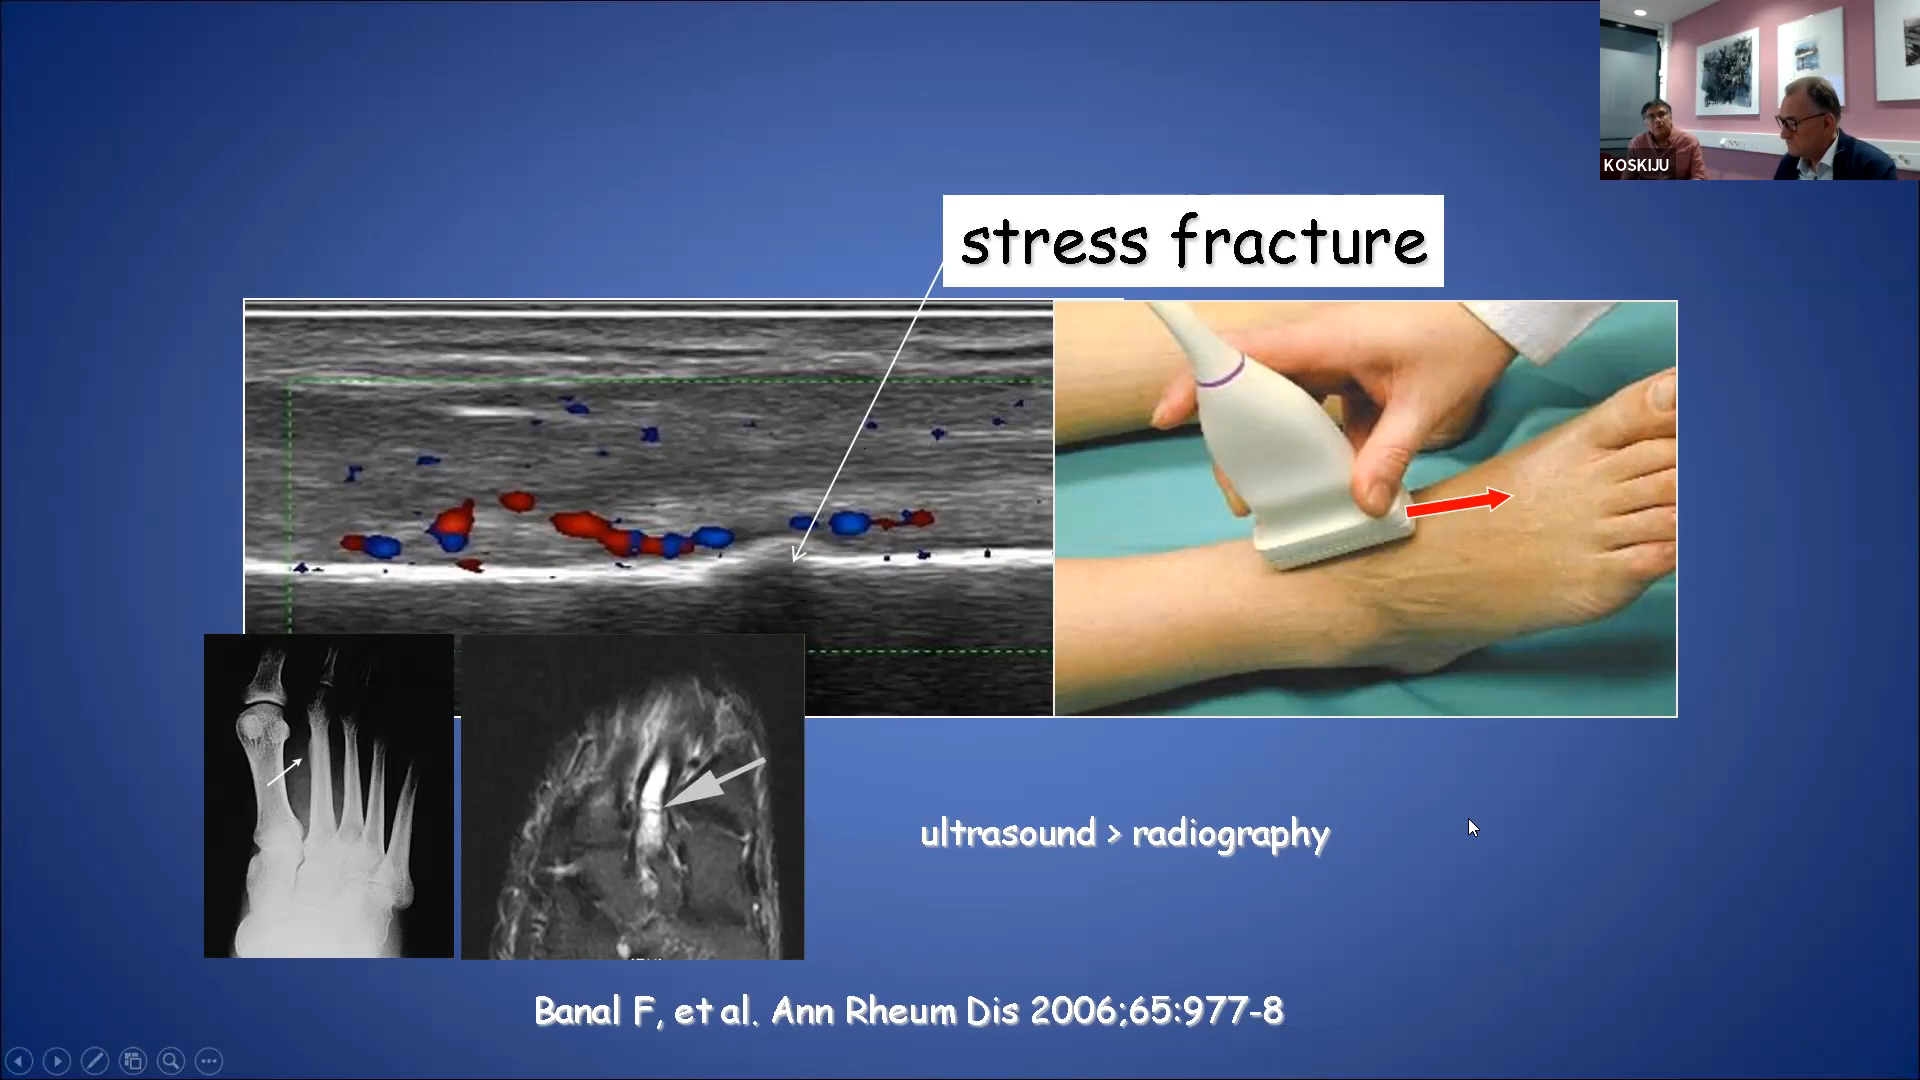 KOSKIJU
stress fracture
ultrasound > radiography
Banal F, et al. Ann Rheum Dis 2006;65:977-8